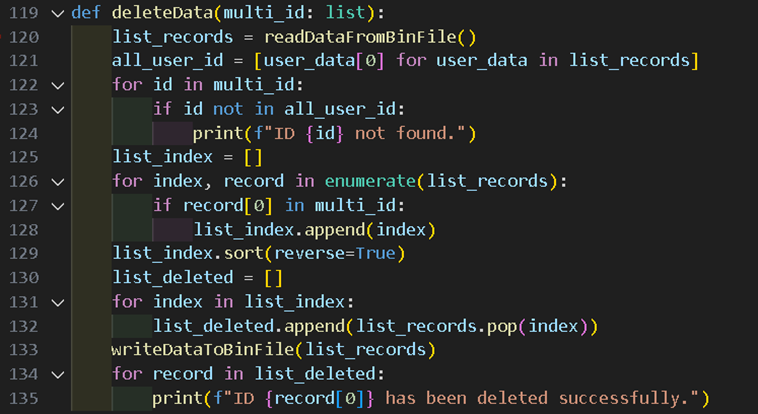 119 def deleteData(multi_id: list):
120     list_records = readDataFromBinFile()
121     all_user_id = [user_data[0] for user_data in list_records]
122     for id in multi_id:
123         if id not in all_user_id:
124             print(f"ID {id} not found.")
125     list_index = []
126     for index, record in enumerate(list_records):
127         if record[0] in multi_id:
128             list_index.append(index)
129     list_index.sort(reverse=True)
130     list_deleted = []
131     for index in list_index:
132         list_deleted.append(list_records.pop(index))
133     writeDataToBinFile(list_records)
134     for record in list_deleted:
135         print(f"ID {record[0]} has been deleted successfully.")